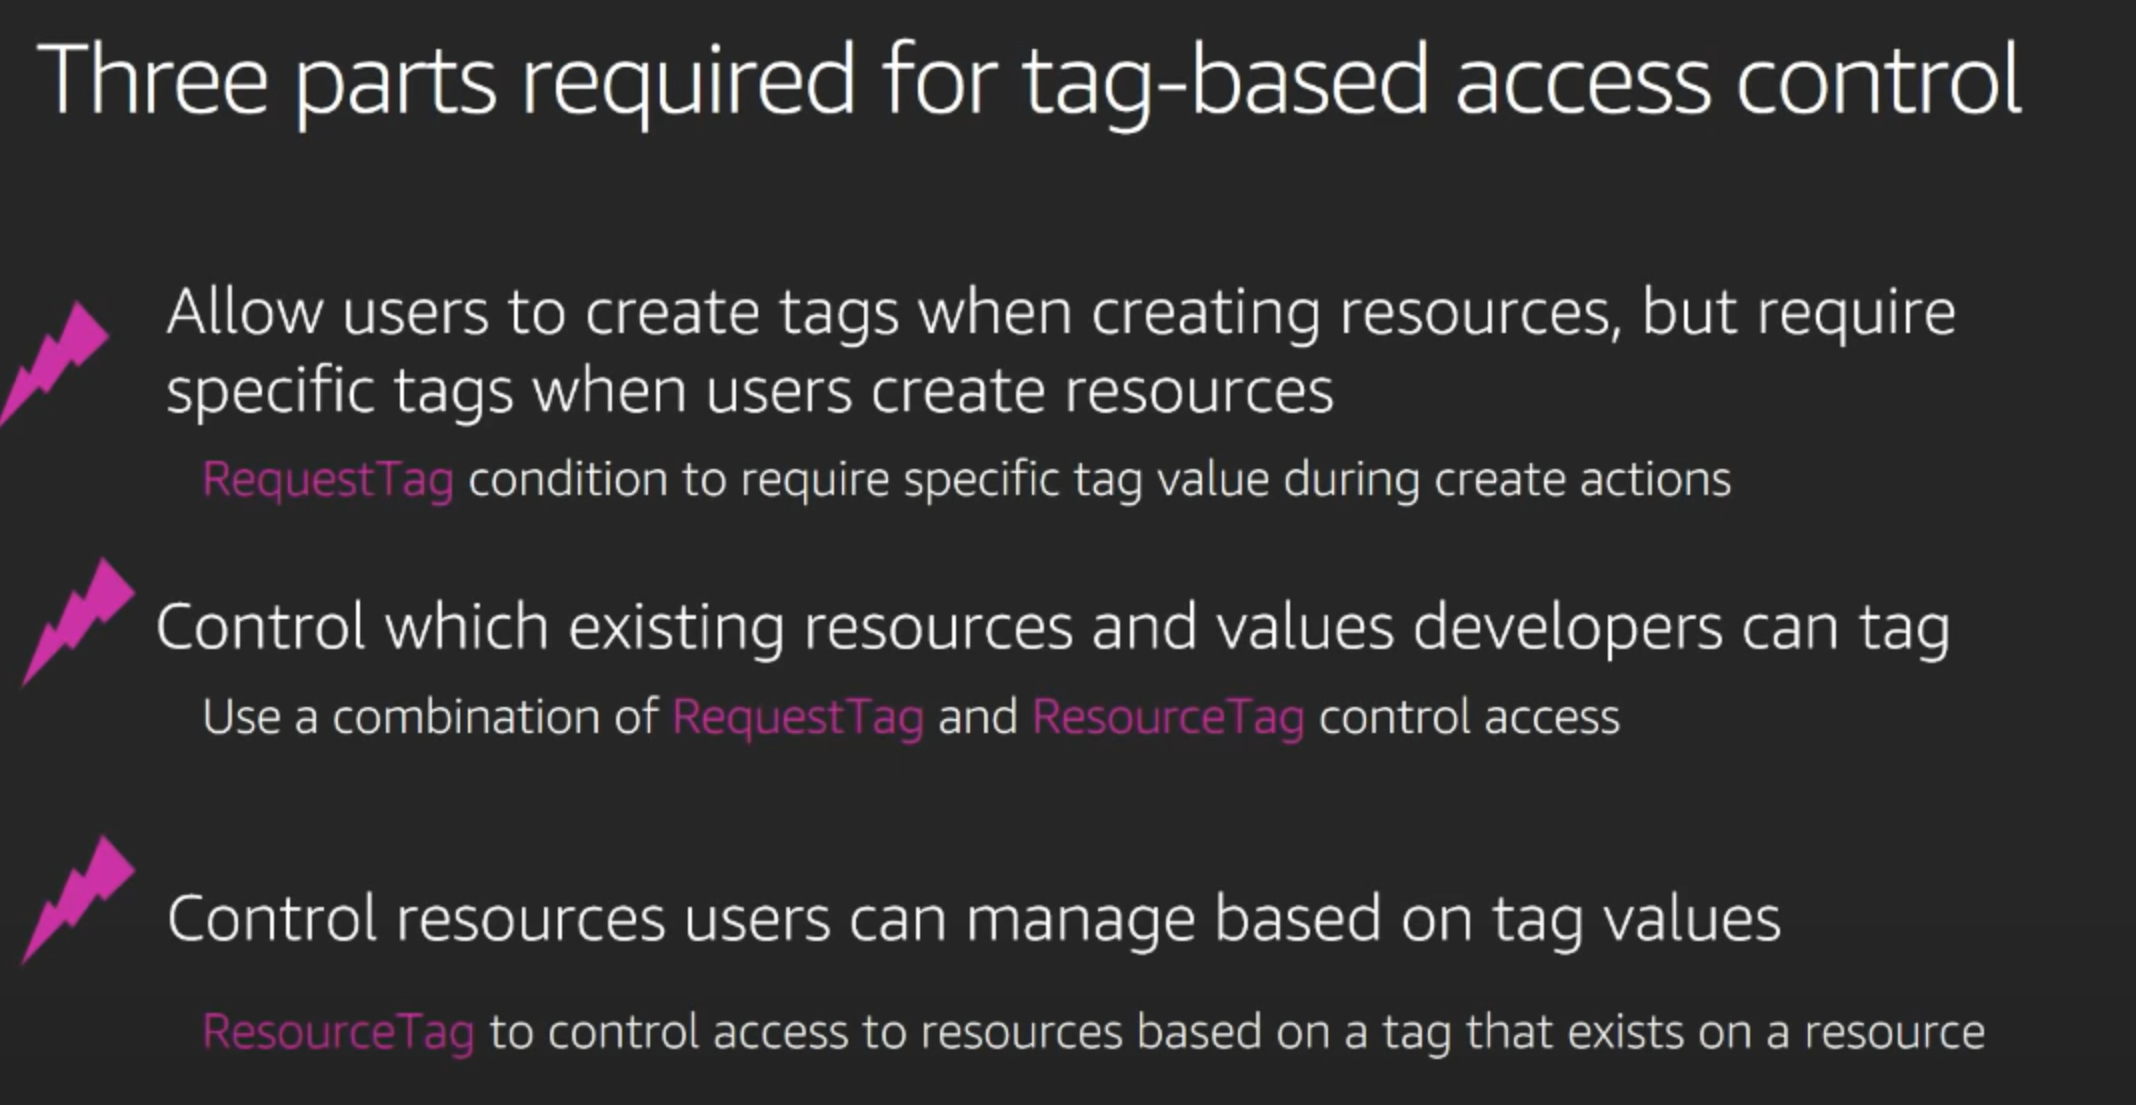 Three parts required for tag-based access control
Allow users to create tags when creating resources, but require
specific tags when users create resources
RequestTag condition to require specific tag value during create actions
Control which existing resources and values developers can tag
Use a combination of RequestTag and ResourceTag control access
Control resources users can manage based on tag values
ResourceTag to control access to resources based on a tag that exists on a resource